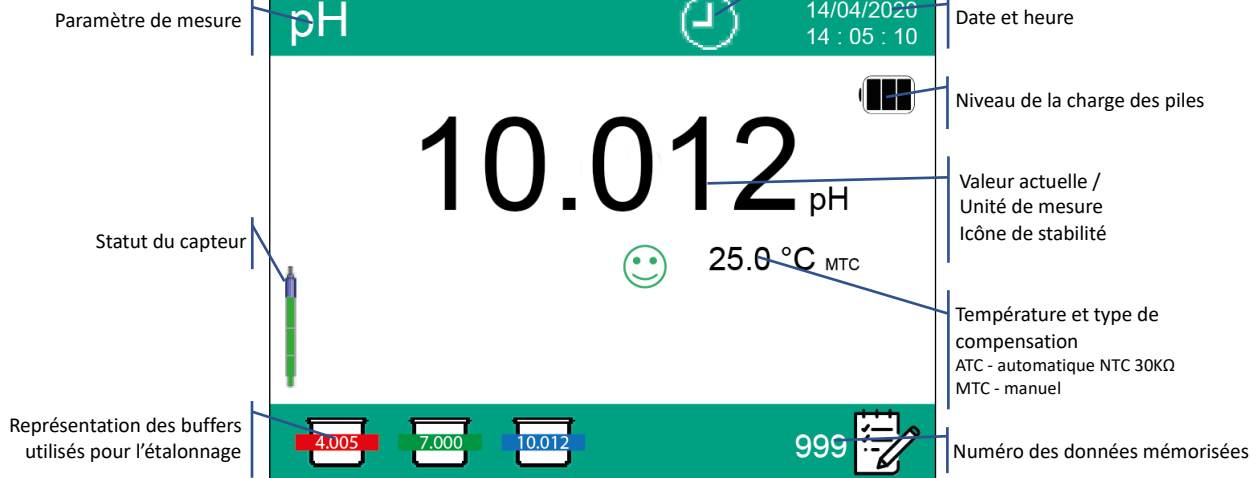 Paramètre de mesure
pH
14/04/2020
14 : 05 : 10
Date et heure
Niveau de la charge des piles
10.012 pH
Valeur actuelle /
Unité de mesure
Icône de stabilité
Statut du capteur
25.0 °C MTC
Température et type de
compensation
ATC - automatique NTC 30KΩ
MTC - manuel
Représentation des buffers
utilisés pour l’étalonnage
4.005
7.000
10.012
999
Numéro des données mémorisées